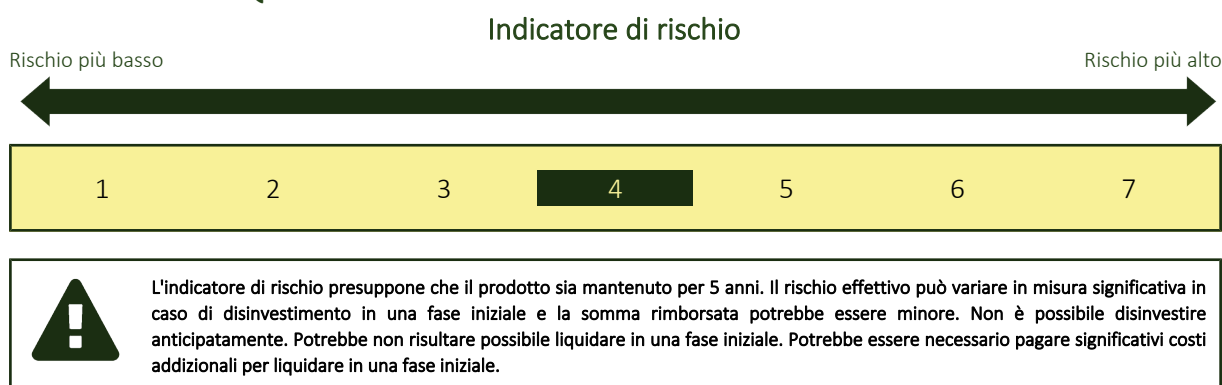 Indicatore di rischio
Rischio più basso Rischio più alto
1 2 3 4 5 6 7
L'indicatore di rischio presuppone che il prodotto sia mantenuto per 5 anni. Il rischio effettivo può variare in misura significativa in
caso di disinvestimento in una fase iniziale e la somma rimborsata potrebbe essere minore. Non è possibile disinvestire
anticipatamente. Potrebbe non risultare possibile liquidare in una fase iniziale. Potrebbe essere necessario pagare significativi costi
addizionali per liquidare in una fase iniziale.